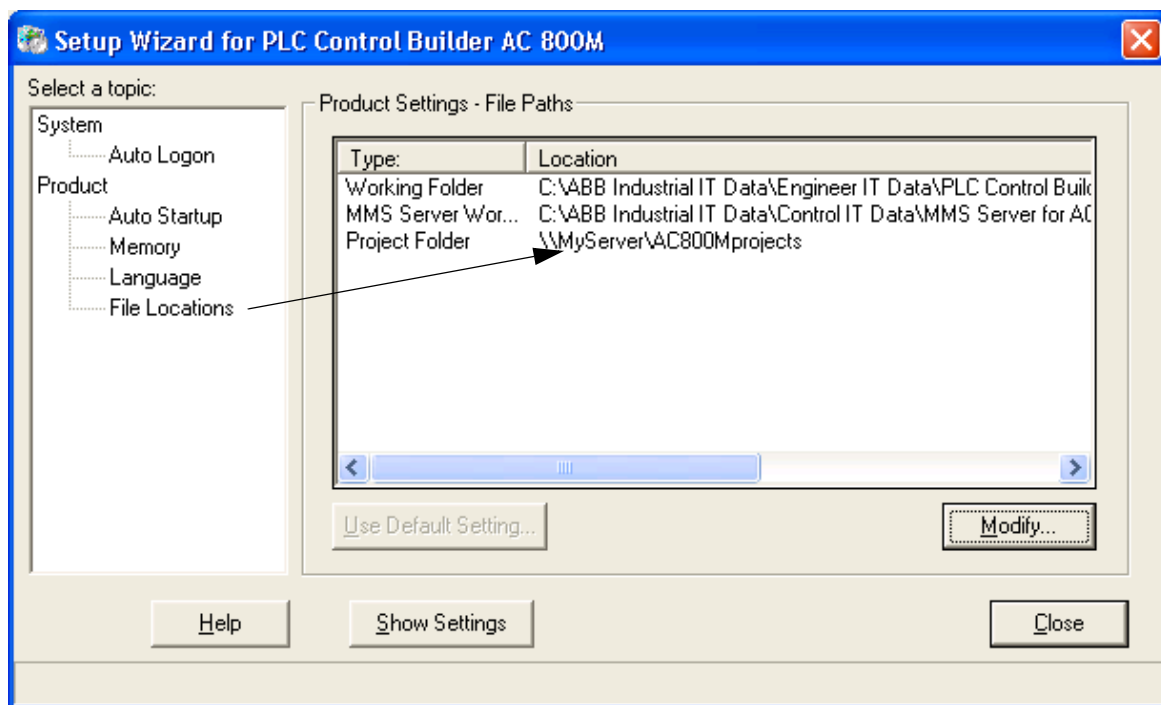 Setup Wizard for PLC Control Builder AC 800M
Select a topic:
System
Auto Logon
Product
Auto Startup
Memory
Language
File Locations
Product Settings - File Paths
Type: Location
Working Folder C:\ABB Industrial IT Data\Engineer IT Data\PLC Control Build
MMS Server Wor... C:\ABB Industrial IT Data\Control IT Data\MMS Server for AC
Project Folder \\MyServer\AC800Mprojects
Use Default Setting...
Modify...
Help
Show Settings
Close